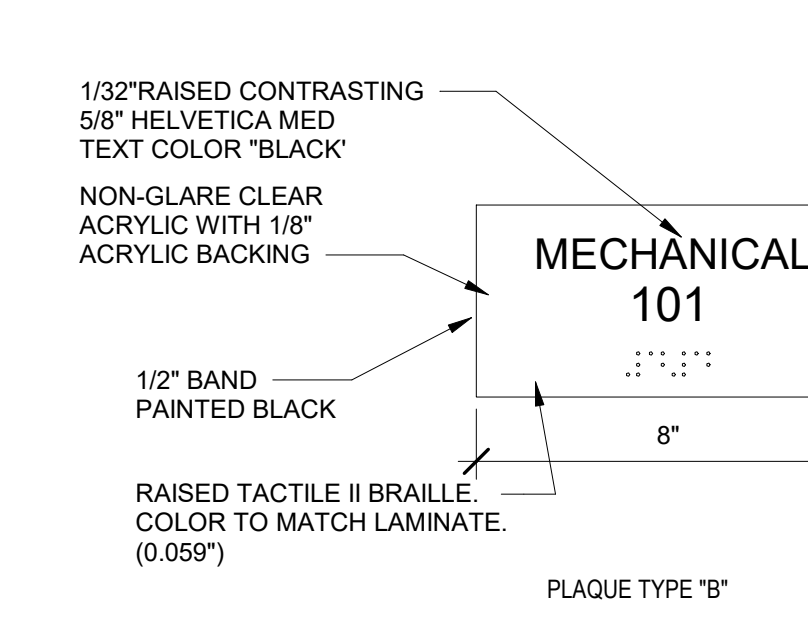 1/32"RAISED CONTRASTING
5/8" HELVETICA MED
TEXT COLOR "BLACK'
NON-GLARE CLEAR
ACRYLIC WITH 1/8"
ACRYLIC BACKING
MECHANICAL
101
1/2" BAND
PAINTED BLACK
8"
RAISED TACTILE II BRAILLE.
COLOR TO MATCH LAMINATE.
(0.059")
PLAQUE TYPE "B"